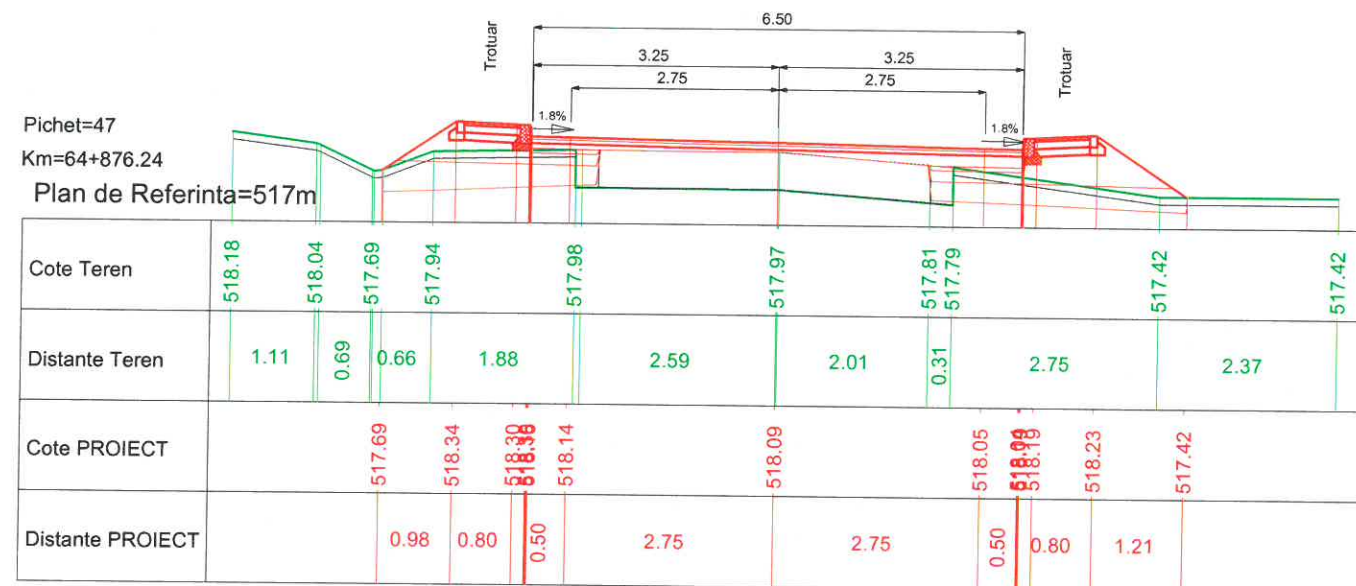 6.50
Trotuar
Trotuar
3.25 3.25
2.75 2.75
1.8%
1.8%
Pichet=47
Km=64+876.24
Plan de Referinta=517m
Cote Teren 518.18 518.04 517.69 517.94 517.98 517.97 517.81 517.79 517.42 517.42
Distante Teren 1.11 0.69 0.66 1.88 2.59 2.01 0.31 2.75 2.37
Cote PROIECT 517.69 518.34 518.30 518.14 518.09 518.05 518.19 518.23 517.42
Distante PROIECT 0.98 0.80 0.50 2.75 2.75 0.50 0.80 1.21